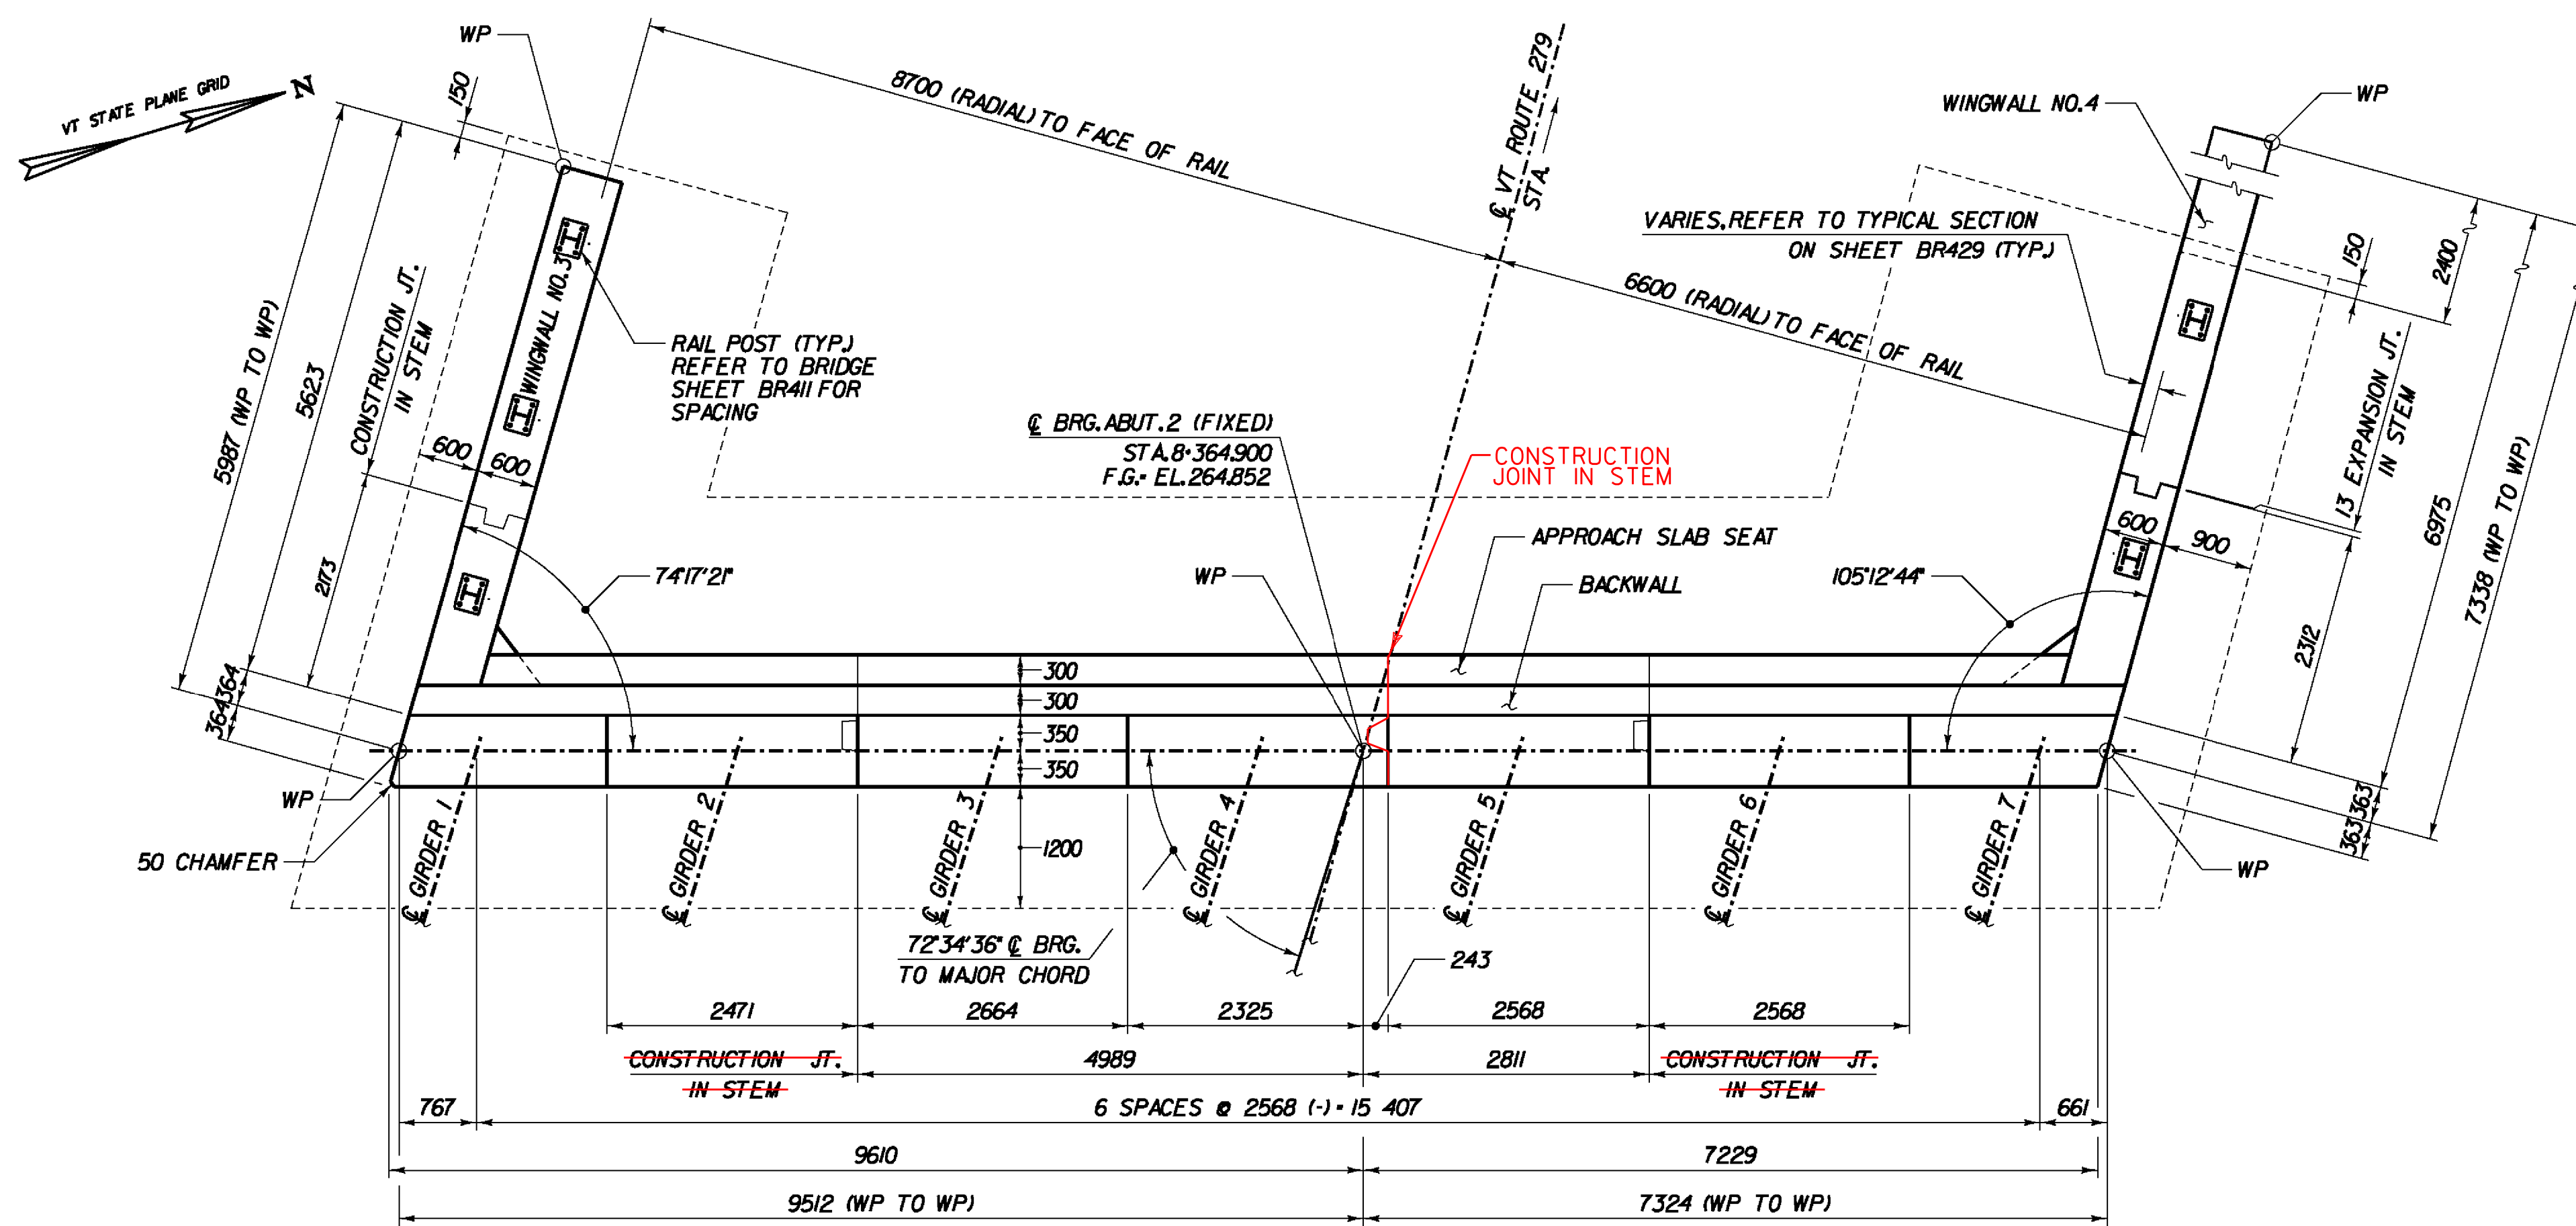 WP
VT STATE PLANE GRID
N
150
8700 (RADIAL) TO FACE OF RAIL
℄ VT ROUTE 279
STA.
WINGWALL NO.4
WP
VARIES, REFER TO TYPICAL SECTION
ON SHEET BR429 (TYP.)
6600 (RADIAL) TO FACE OF RAIL
150
2400
5987 (WP TO WP)
5623
CONSTRUCTION JT.
IN STEM
2173
364
364
600
600
WINGWALL NO.3
RAIL POST (TYP.)
REFER TO BRIDGE
SHEET BR411 FOR
SPACING
℄ BRG. ABUT. 2 (FIXED)
STA. 8+364.900
F.G.= EL. 264.852
CONSTRUCTION
JOINT IN STEM
APPROACH SLAB SEAT
BACKWALL
WP
74°17'21"
105°12'44"
600
900
13 EXPANSION JT.
IN STEM
2312
6975
7338 (WP TO WP)
363
363
300
300
350
350
1200
WP
50 CHAMFER
WP
℄ GIRDER 1
℄ GIRDER 2
℄ GIRDER 3
℄ GIRDER 4
℄ GIRDER 5
℄ GIRDER 6
℄ GIRDER 7
72°34'36" ℄ BRG.
TO MAJOR CHORD
243
2471
2664
2325
2568
2568
CONSTRUCTION JT.
IN STEM
4989
2811
CONSTRUCTION JT.
IN STEM
767
6 SPACES @ 2568 (-) = 15 407
661
9610
7229
9512 (WP TO WP)
7324 (WP TO WP)